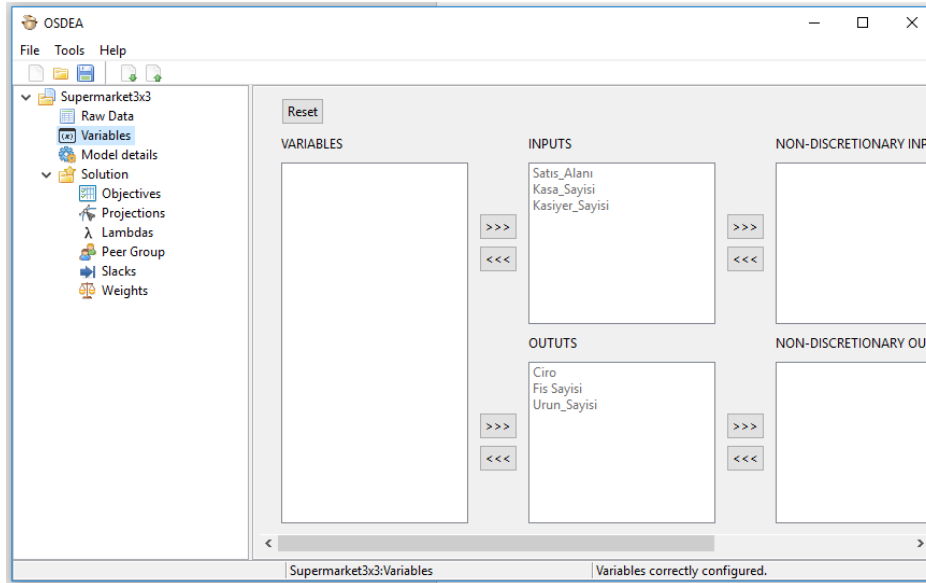 OSDEA
File Tools Help
Supermarket3x3
Raw Data
(x) Variables
Model details
Solution
Objectives
Projections
λ Lambdas
Peer Group
Slacks
Weights
Reset
VARIABLES INPUTS NON-DISCRETIONARY INP
Satıs_Alanı
Kasa_Sayisi
Kasiyer_Sayisi
>>> >>>
<<< <<<
OUTUTS NON-DISCRETIONARY OU
Ciro
Fis Sayisi
Urun_Sayisi
>>> >>>
<<< <<<
Supermarket3x3:Variables Variables correctly configured.